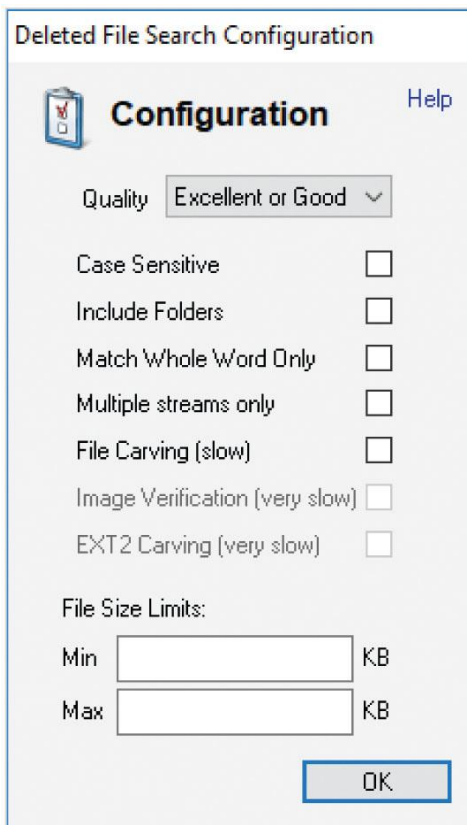 Deleted File Search Configuration
Configuration
Help
Quality Excellent or Good
Case Sensitive
Include Folders
Match Whole Word Only
Multiple streams only
File Carving (slow)
Image Verification (very slow)
EXT2 Carving (very slow)
File Size Limits:
Min KB
Max KB
OK